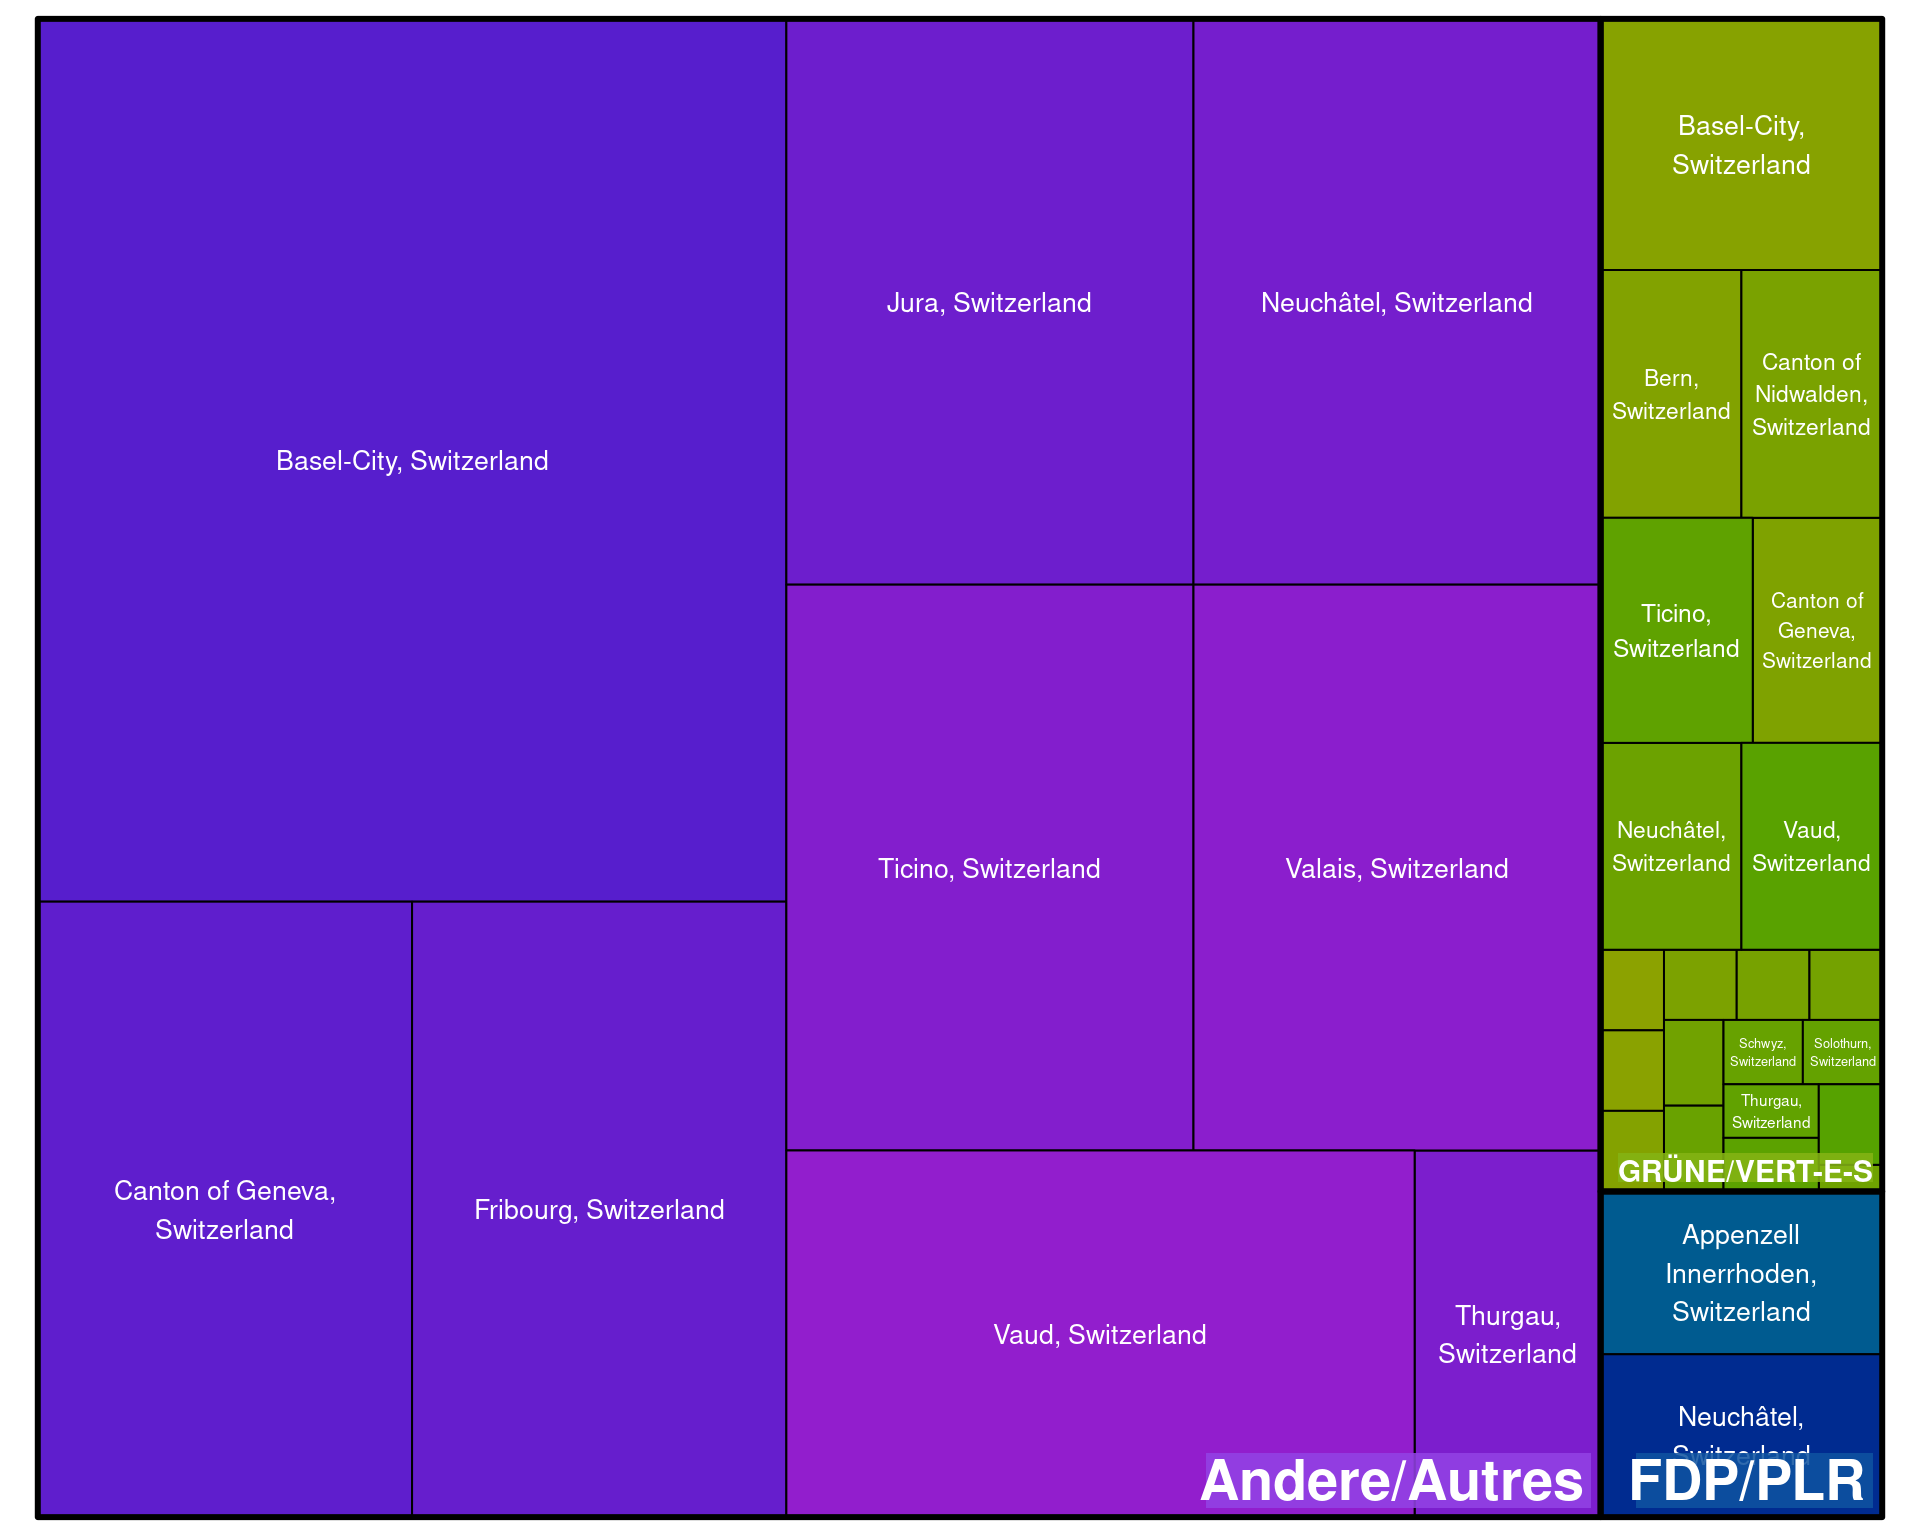 Basel-City, Switzerland
Canton of Geneva,
Switzerland
Fribourg, Switzerland
Jura, Switzerland
Neuchâtel, Switzerland
Ticino, Switzerland
Valais, Switzerland
Vaud, Switzerland
Thurgau,
Switzerland
Andere/Autres
Basel-City,
Switzerland
Bern,
Switzerland
Canton of
Nidwalden,
Switzerland
Ticino,
Switzerland
Canton of
Geneva,
Switzerland
Neuchâtel,
Switzerland
Vaud,
Switzerland
Schwyz,
Switzerland
Solothurn,
Switzerland
Thurgau,
Switzerland
GRÜNE/VERT-E-S
Appenzell
Innerrhoden,
Switzerland
Neuchâtel,
Switzerland
FDP/PLR